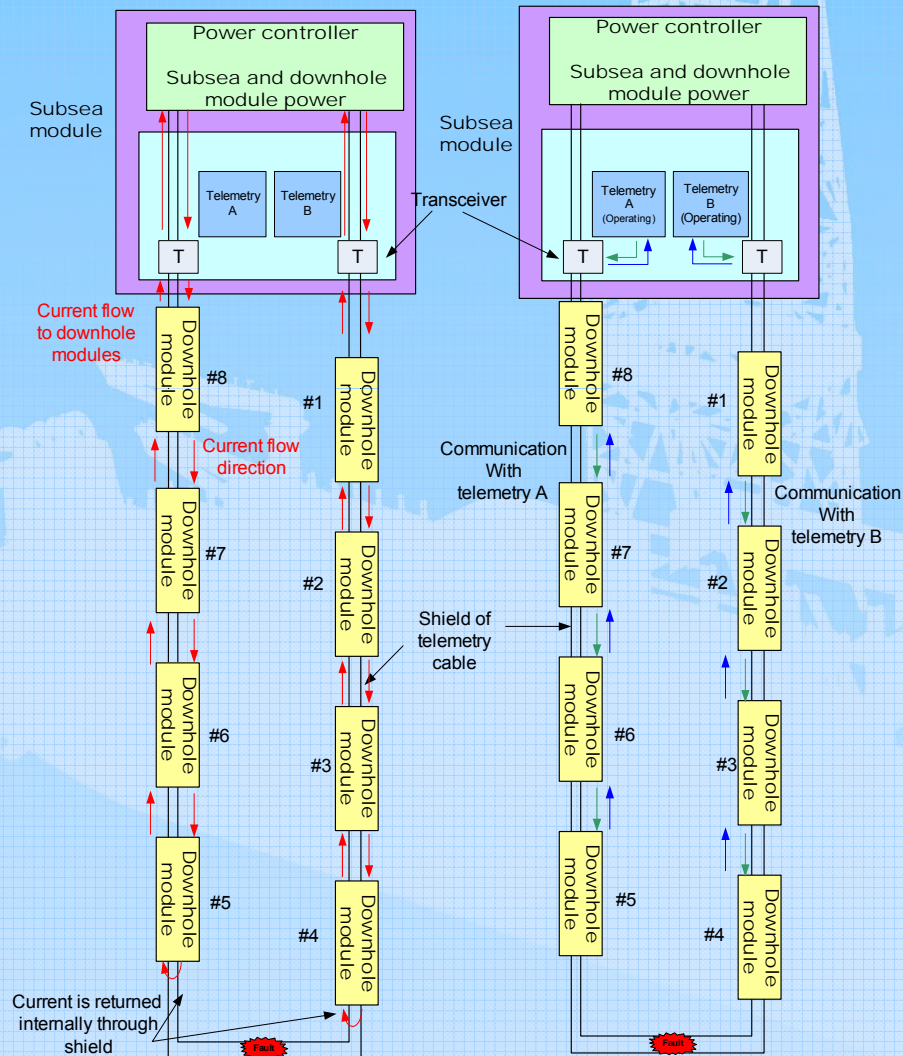 Power controller
Subsea and downhole
module power
Subsea
module
Telemetry
A
Telemetry
B
Transceiver
T
T
Current flow
to downhole
modules
Downhole
module
#8
Current flow
direction
Downhole
module
#7
Downhole
module
#6
Downhole
module
#5
Downhole
module
#1
Downhole
module
#2
Shield of
telemetry
cable
Downhole
module
#3
Downhole
module
#4
Current is returned
internally through
shield
Fault
Power controller
Subsea and downhole
module power
Subsea
module
Telemetry
A
(Operating)
Telemetry
B
(Operating)
T
T
Downhole
module
#8
Communication
With
telemetry A
Downhole
module
#7
Downhole
module
#6
Downhole
module
#5
Downhole
module
#1
Communication
With
telemetry B
Downhole
module
#2
Downhole
module
#3
Downhole
module
#4
Fault